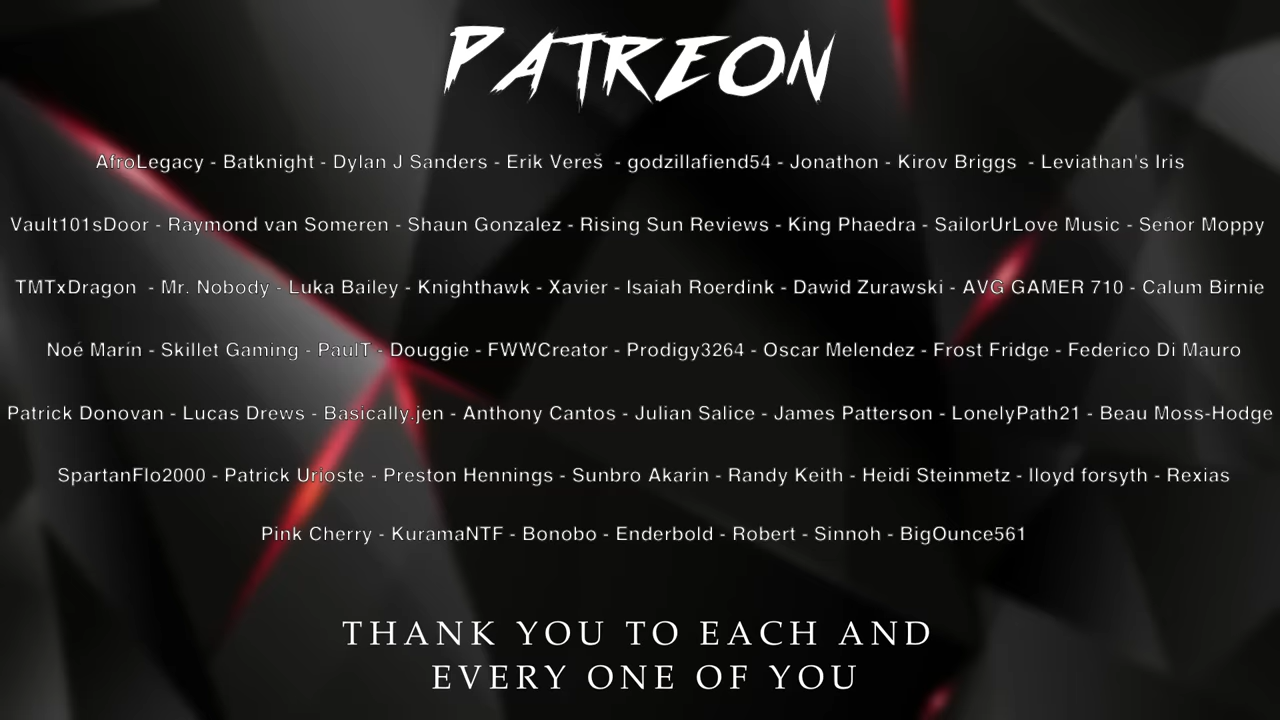 PATREON
AfroLegacy - Batknight - Dylan J Sanders - Erik Vereš - godzillafiend54 - Jonathon - Kirov Briggs - Leviathan's Iris
Vault101sDoor - Raymond van Someren - Shaun Gonzalez - Rising Sun Reviews - King Phaedra - SailorUrLove Music - Senor Moppy
TMTxDragon - Mr. Nobody - Luka Bailey - Knighthawk - Xavier - Isaiah Roerdink - Dawid Zurawski - AVG GAMER 710 - Calum Birnie
Noé Marín - Skillet Gaming - PaulT - Douggie - FWWCreator - Prodigy3264 - Oscar Melendez - Frost Fridge - Federico Di Mauro
Patrick Donovan - Lucas Drews - Basically.jen - Anthony Cantos - Julian Salice - James Patterson - LonelyPath21 - Beau Moss-Hodge
SpartanFlo2000 - Patrick Urioste - Preston Hennings - Sunbro Akarin - Randy Keith - Heidi Steinmetz - lloyd forsyth - Rexias
Pink Cherry - KuramaNTF - Bonobo - Enderbold - Robert - Sinnoh - BigOunce561
THANK YOU TO EACH AND
EVERY ONE OF YOU